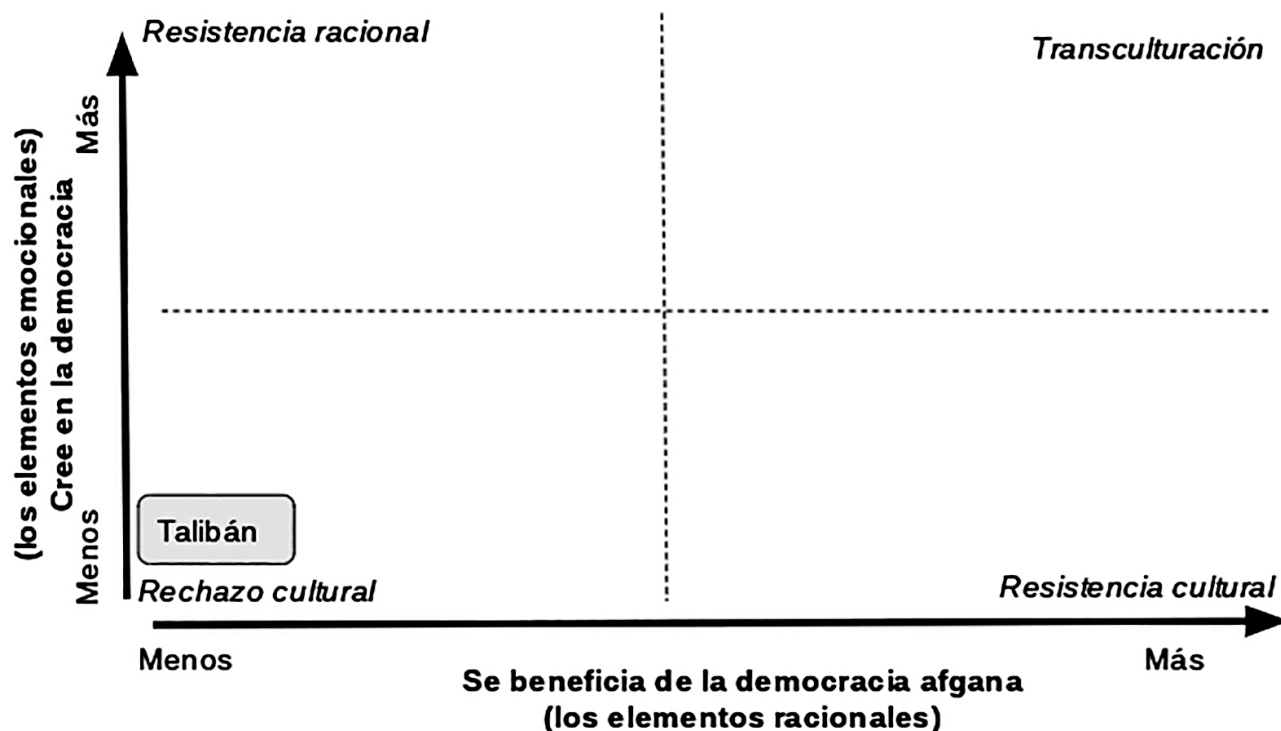 Resistencia racional
Transculturación
Más
(los elementos emocionales)
Cree en la democracia
Menos
Talibán
Rechazo cultural
Resistencia cultural
Menos
Más
Se beneficia de la democracia afgana
(los elementos racionales)